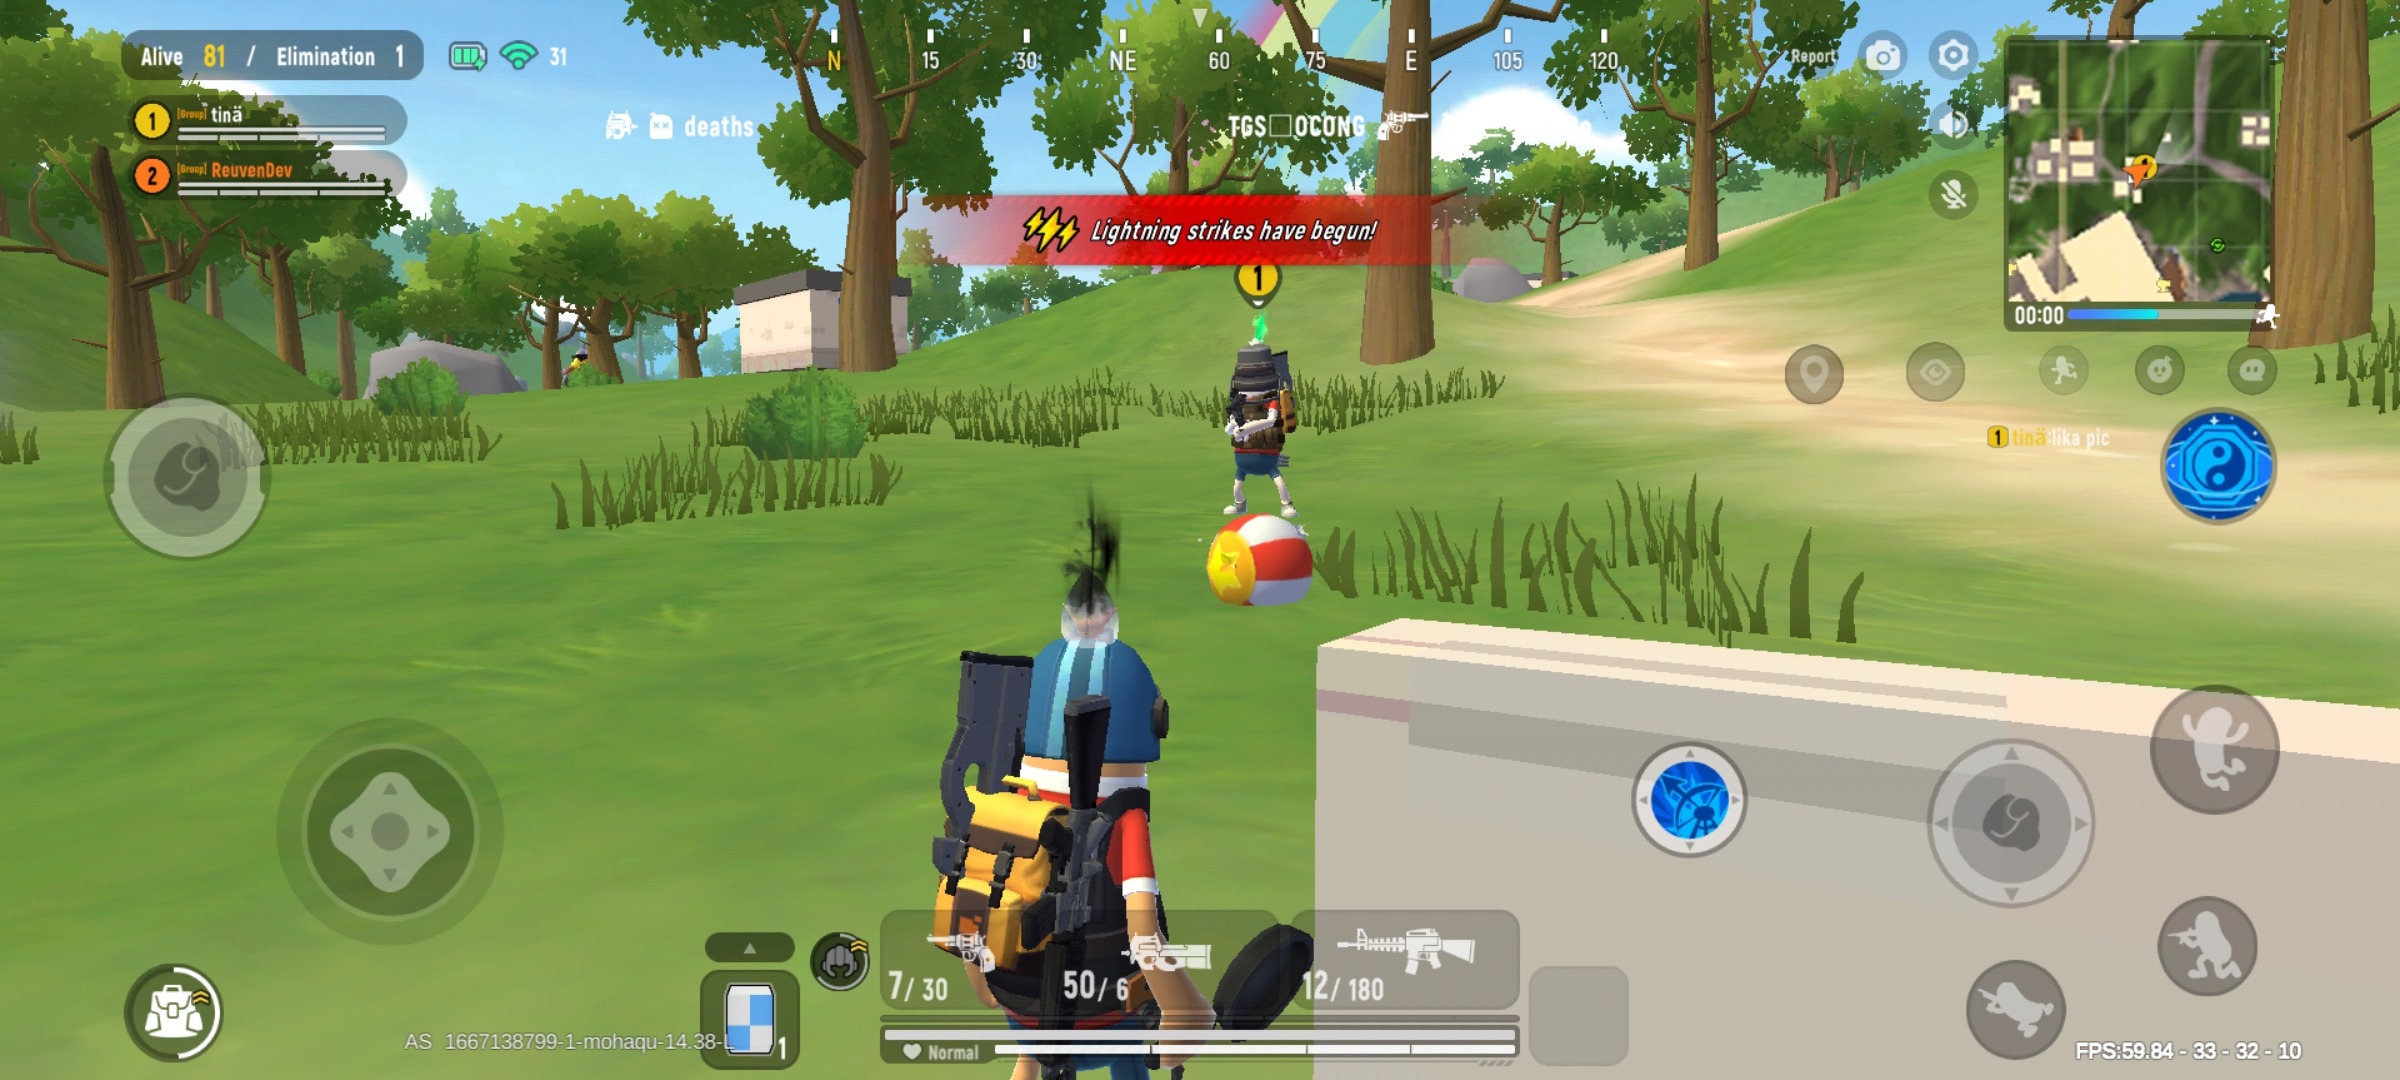 Alive 81 / Elimination 1
31
N 15 30 NE 60 75 E 105 120
Report
1 [Group] tinä
2 [Group] ReuvenDev
deaths
TGS□OCONG
Lightning strikes have begun!
1
00:00
1 tinä:lika pic
7/ 30
50/ 6
12/ 180
1
Normal
AS 1667138799-1-mohaqu-14.38-L
FPS:59.84 - 33 - 32 - 10